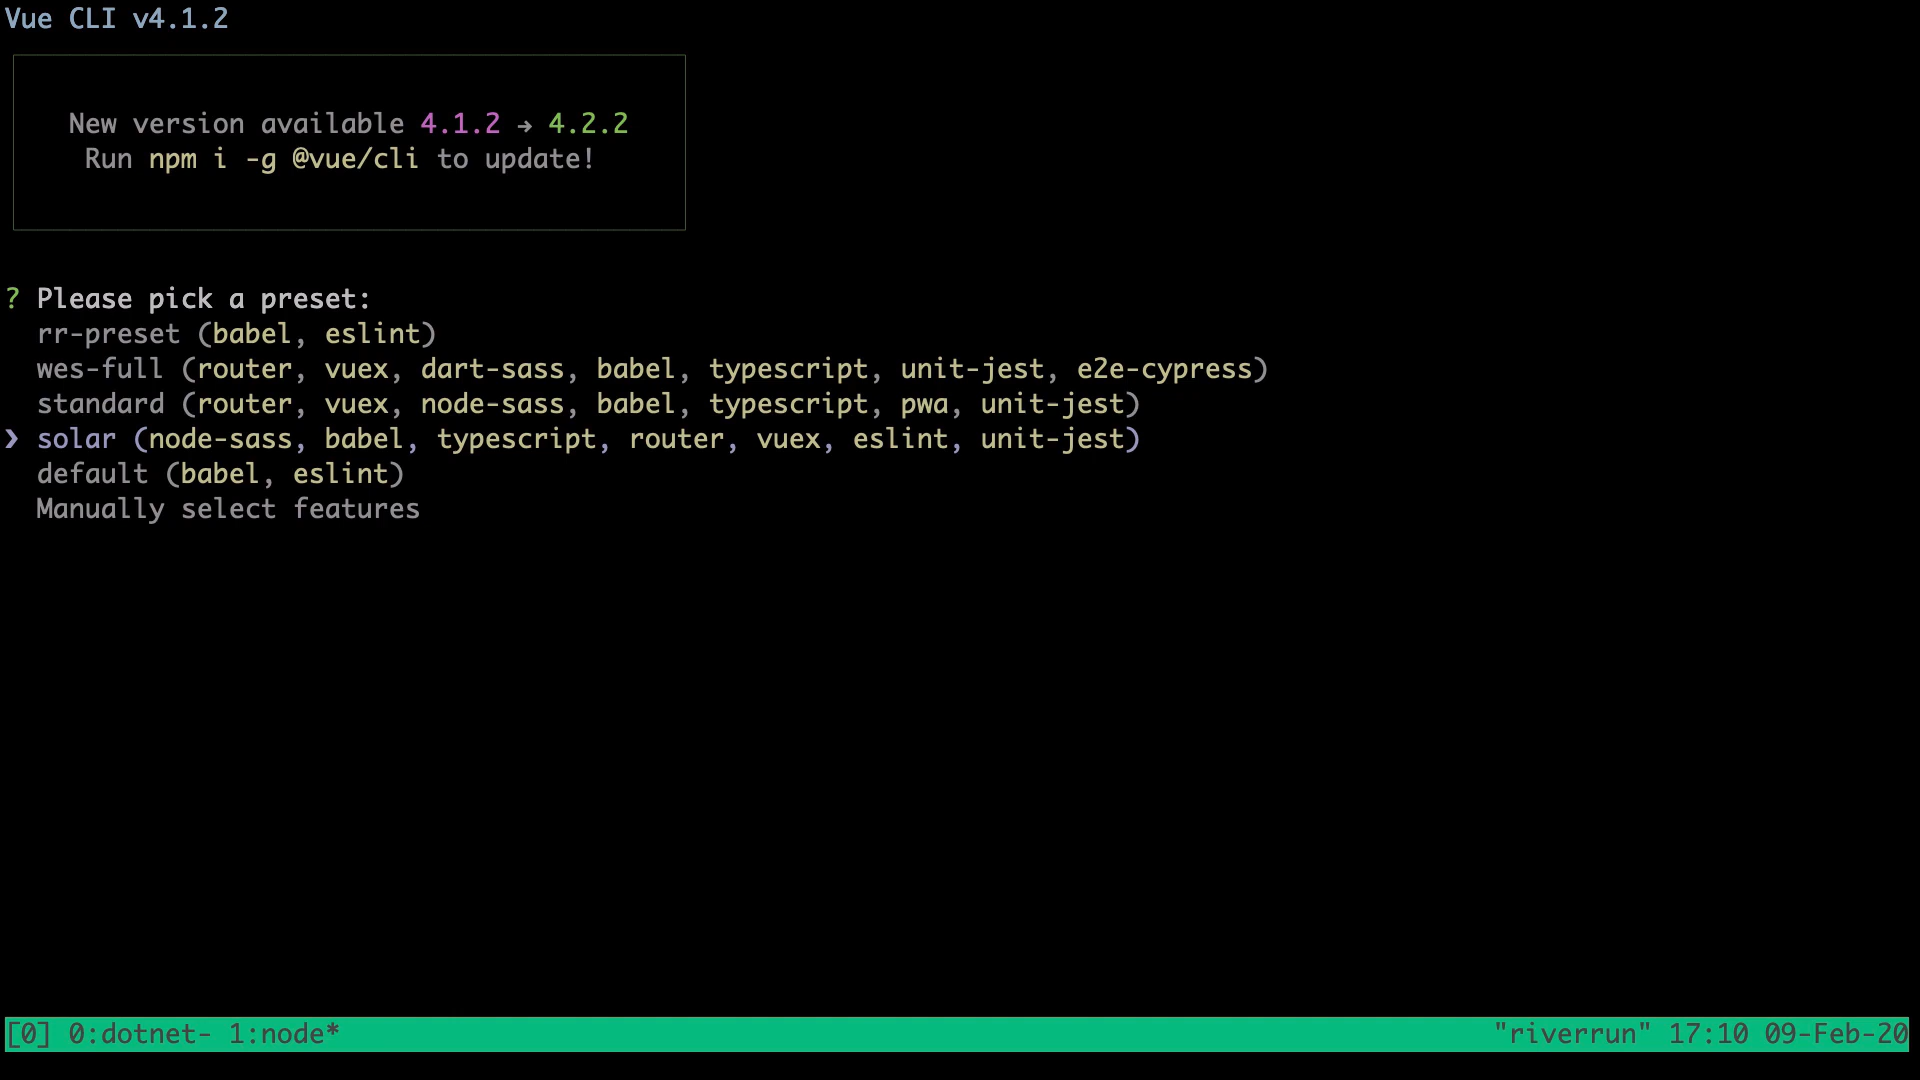 Vue CLI v4.1.2
New version available 4.1.2 → 4.2.2
Run npm i -g @vue/cli to update!
? Please pick a preset:
rr-preset (babel, eslint)
wes-full (router, vuex, dart-sass, babel, typescript, unit-jest, e2e-cypress)
standard (router, vuex, node-sass, babel, typescript, pwa, unit-jest)
❯ solar (node-sass, babel, typescript, router, vuex, eslint, unit-jest)
default (babel, eslint)
Manually select features
[0] 0:dotnet- 1:node* "riverrun" 17:10 09-Feb-20